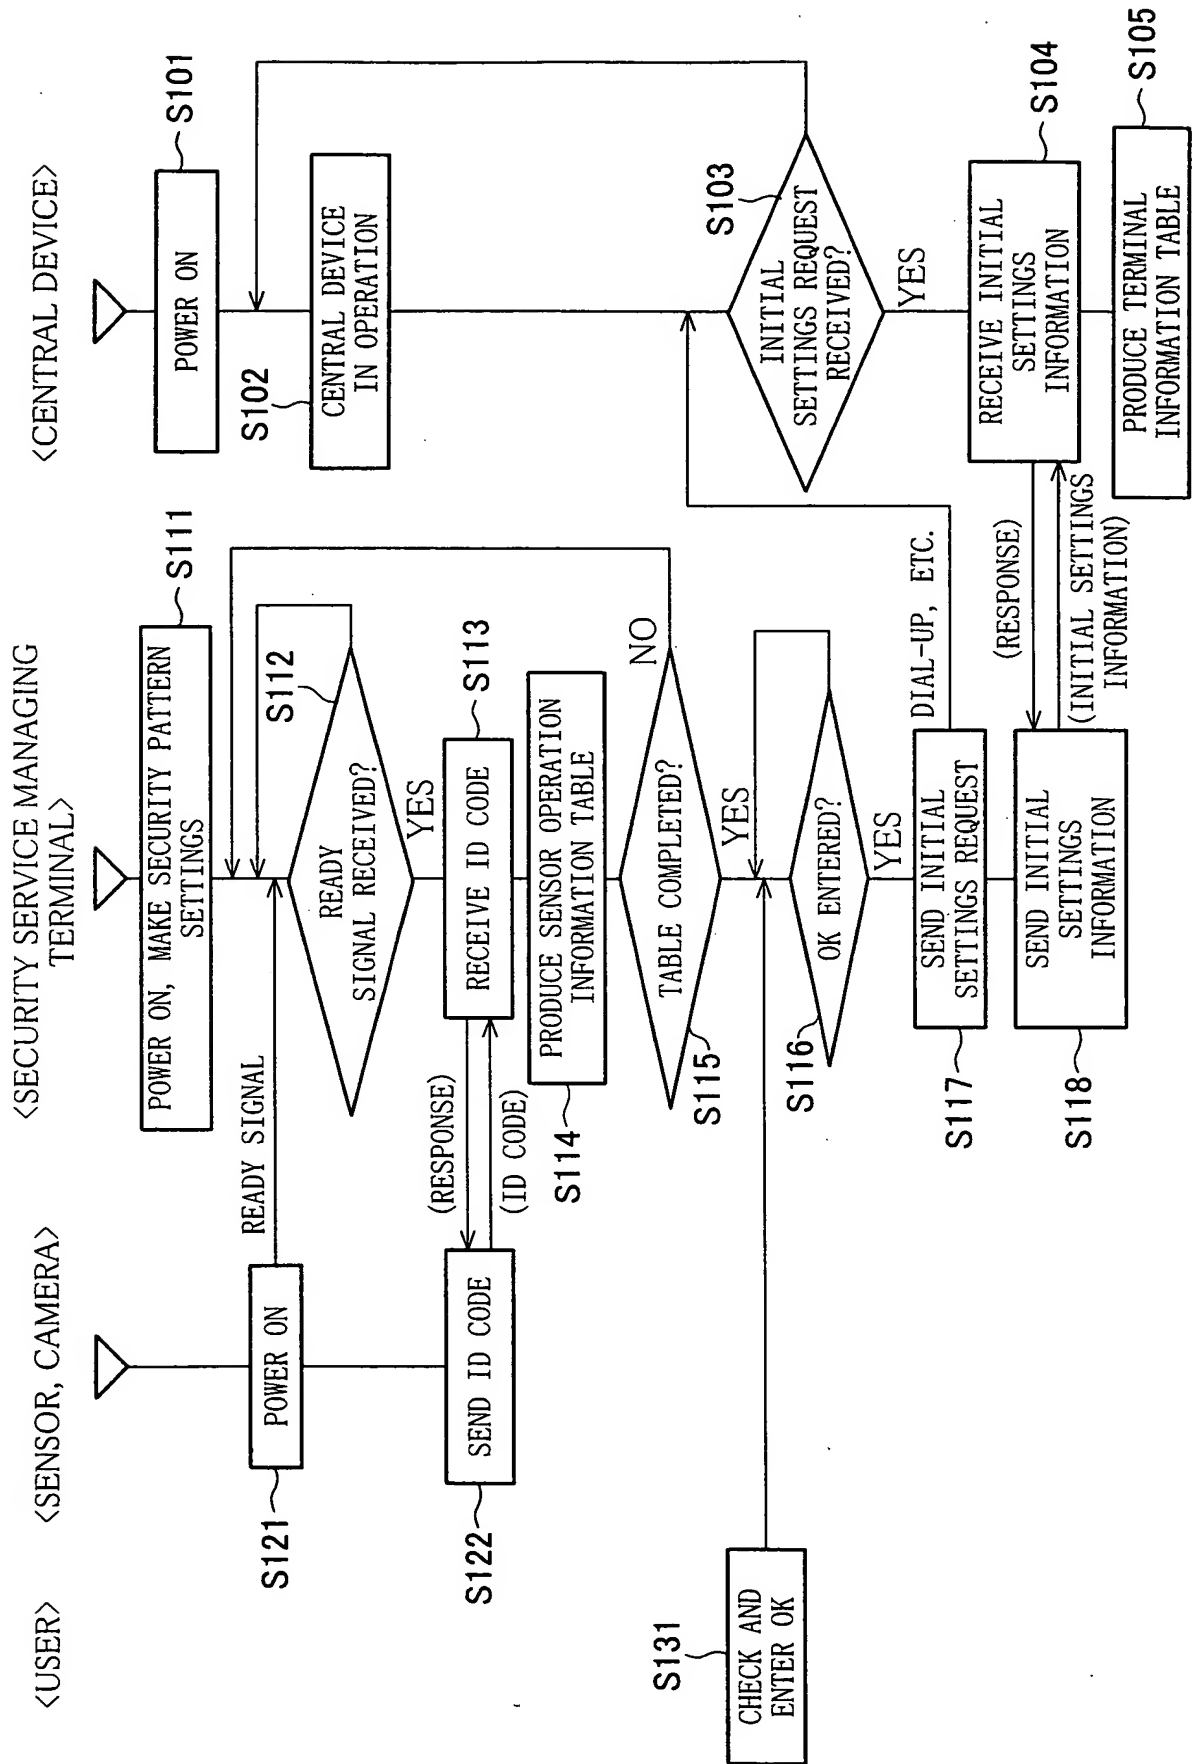 <USER>
<SENSOR, CAMERA>
<SECURITY SERVICE MANAGING
TERMINAL>
<CENTRAL DEVICE>
S131
CHECK AND
ENTER OK
S121
POWER ON
READY SIGNAL
S122
SEND ID CODE
(RESPONSE)
(ID CODE)
POWER ON, MAKE SECURITY PATTERN
SETTINGS
S111
READY
SIGNAL RECEIVED?
S112
YES
RECEIVE ID CODE
S113
S114
PRODUCE SENSOR OPERATION
INFORMATION TABLE
TABLE COMPLETED?
S115
NO
YES
OK ENTERED?
S116
YES
S117
SEND INITIAL
SETTINGS REQUEST
DIAL-UP, ETC.
S118
SEND INITIAL
SETTINGS
INFORMATION
(RESPONSE)
(INITIAL SETTINGS
INFORMATION)
POWER ON
S101
S102
CENTRAL DEVICE
IN OPERATION
INITIAL
SETTINGS REQUEST
RECEIVED?
S103
YES
RECEIVE INITIAL
SETTINGS
INFORMATION
S104
PRODUCE TERMINAL
INFORMATION TABLE
S105